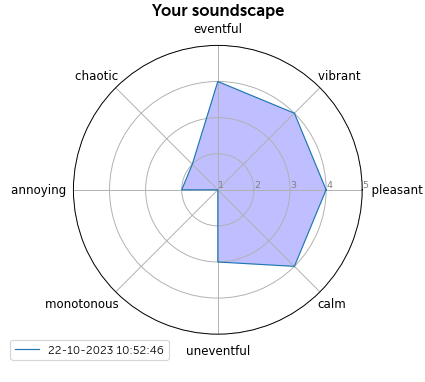 Your soundscape
eventful
chaotic
vibrant
annoying
1 2 3 4 5
pleasant
monotonous
calm
uneventful
22-10-2023 10:52:46